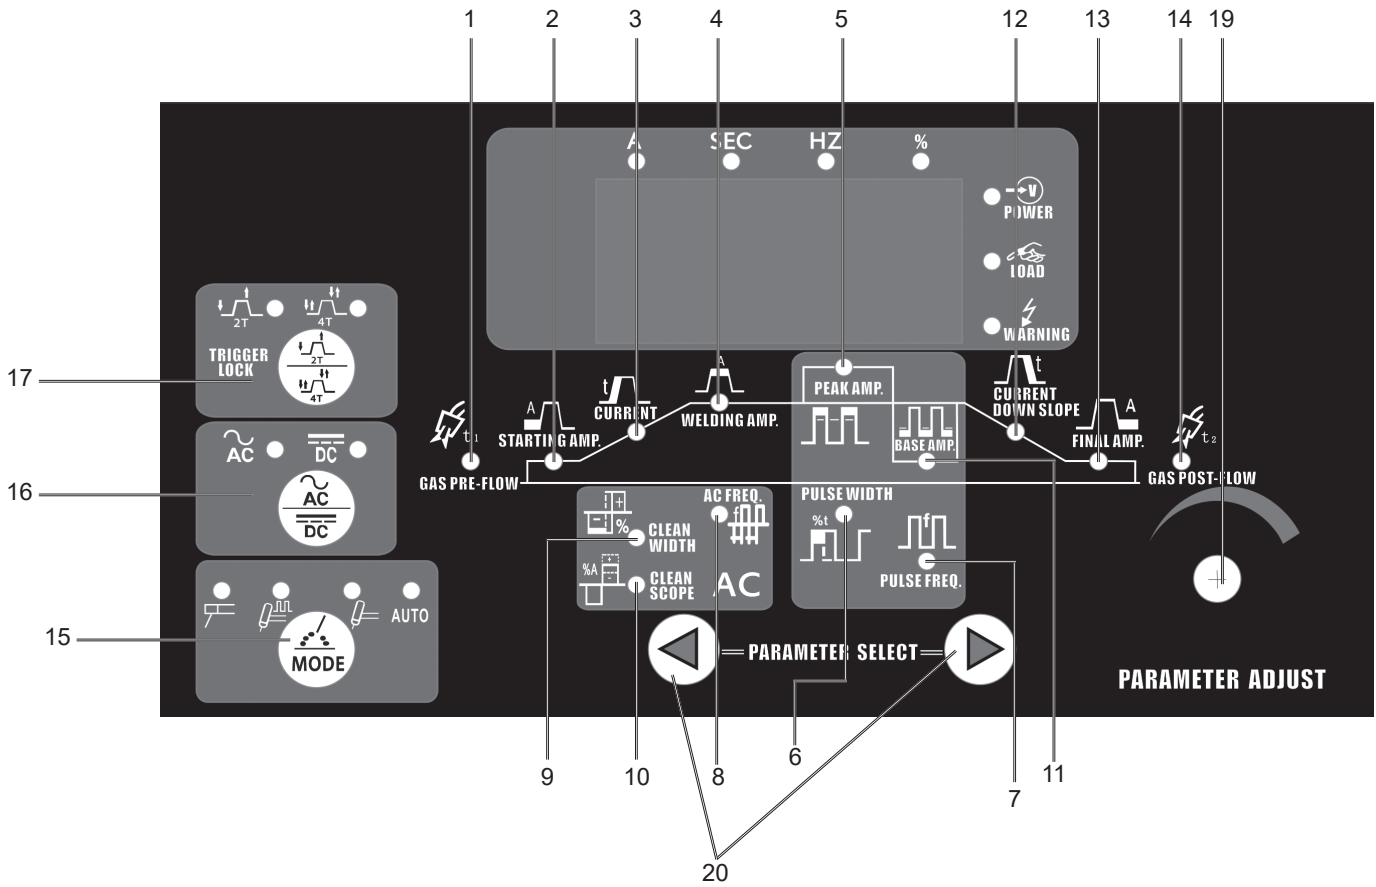 1 2 3 4 5 12 13 14 19
A SEC HZ %
V
POWER
LOAD
WARNING
2T 4T
TRIGGER
LOCK
2T
4T
17
t
A
PEAK AMP.
t
CURRENT
DOWN SLOPE
A
STARTING AMP.
t
CURRENT
WELDING AMP.
BASE AMP.
A
FINAL AMP.
t1
GAS PRE-FLOW
t2
GAS POST-FLOW
AC DC
AC
DC
16
+
-
%
CLEAN
WIDTH
AC FREQ.
f
%A
+
-
CLEAN
SCOPE
AC
PULSE WIDTH
%t
f
PULSE FREQ.
AUTO
MODE
15
PARAMETER SELECT
PARAMETER ADJUST
9 10 8 6 7 11
20